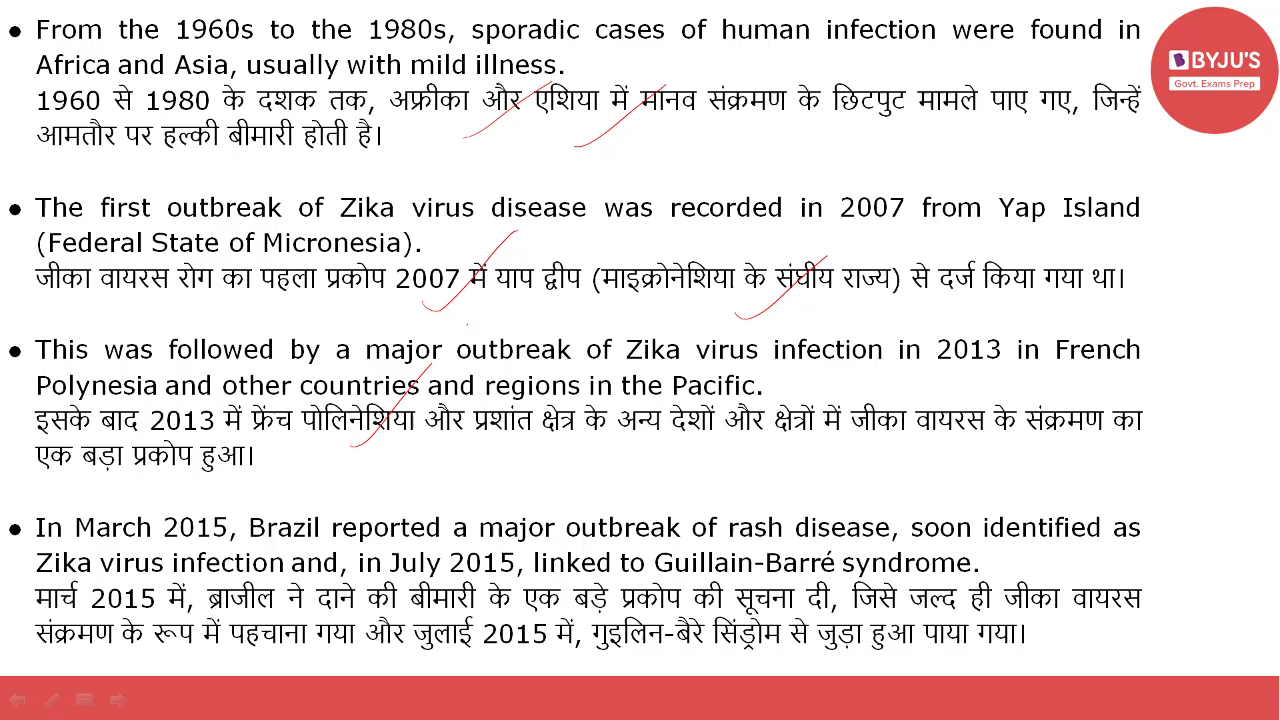 • From the 1960s to the 1980s, sporadic cases of human infection were found in
Africa and Asia, usually with mild illness.
1960 से 1980 के दशक तक, अफ्रीका और एशिया में मानव संक्रमण के छिटपुट मामले पाए गए, जिन्हें
आमतौर पर हल्की बीमारी होती है।
• The first outbreak of Zika virus disease was recorded in 2007 from Yap Island
(Federal State of Micronesia).
जीका वायरस रोग का पहला प्रकोप 2007 में याप द्वीप (माइक्रोनेशिया के संघीय राज्य) से दर्ज किया गया था।
• This was followed by a major outbreak of Zika virus infection in 2013 in French
Polynesia and other countries and regions in the Pacific.
इसके बाद 2013 में फ्रेंच पोलिनेशिया और प्रशांत क्षेत्र के अन्य देशों और क्षेत्रों में जीका वायरस के संक्रमण का
एक बड़ा प्रकोप हुआ।
• In March 2015, Brazil reported a major outbreak of rash disease, soon identified as
Zika virus infection and, in July 2015, linked to Guillain-Barré syndrome.
मार्च 2015 में, ब्राजील ने दाने की बीमारी के एक बड़े प्रकोप की सूचना दी, जिसे जल्द ही जीका वायरस
संक्रमण के रूप में पहचाना गया और जुलाई 2015 में, गुइलिन-बैरे सिंड्रोम से जुड़ा हुआ पाया गया।
BYJU'S
Govt. Exams Prep